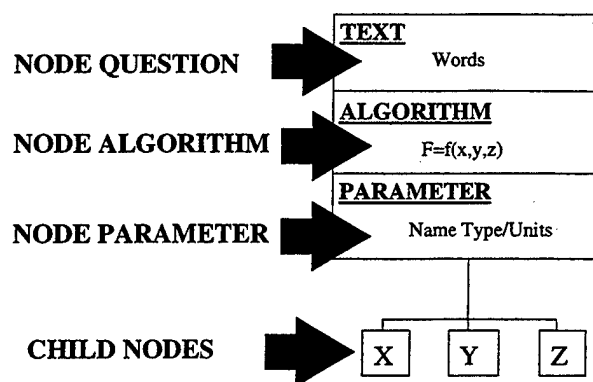 TEXT
NODE QUESTION
Words
ALGORITHM
NODE ALGORITHM
F=f(x,y,z)
PARAMETER
NODE PARAMETER
Name Type/Units
CHILD NODES
X
Y
Z